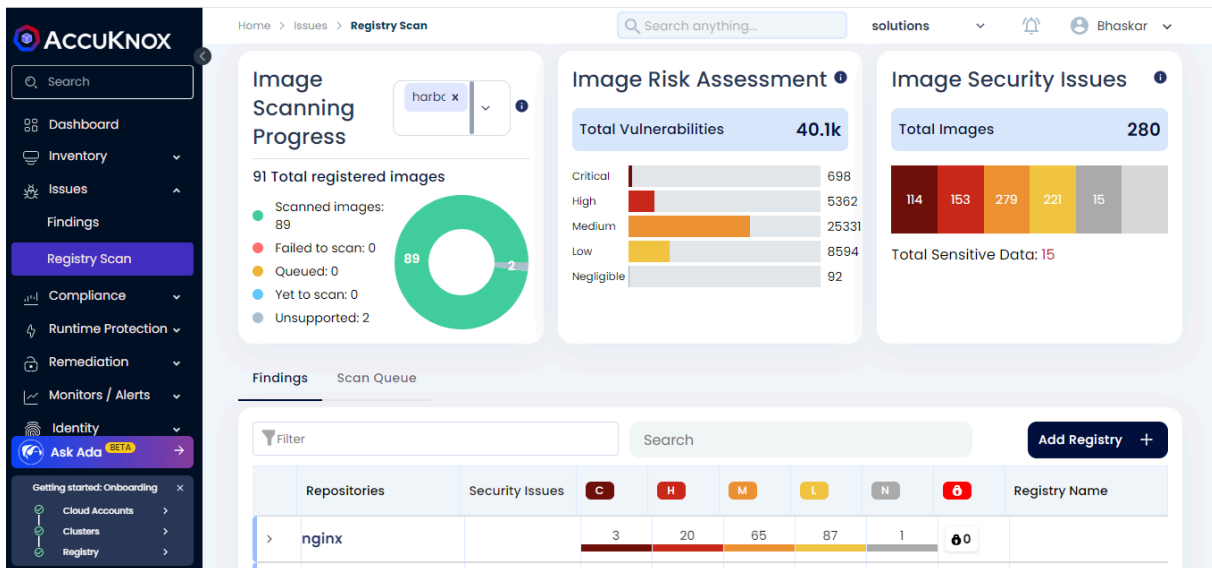 ACCUKNOX
Search
Dashboard
Inventory
Issues
Findings
Registry Scan
Compliance
Runtime Protection
Remediation
Monitors / Alerts
Identity
Ask Ada BETA
Getting started: Onboarding
Cloud Accounts
Clusters
Registry
Home > Issues > Registry Scan
Search anything...
solutions
Bhaskar
Image
Scanning
Progress
harbc x
91 Total registered images
Scanned images:
89
Failed to scan: 0
Queued: 0
Yet to scan: 0
Unsupported: 2
89
2
Image Risk Assessment
Total Vulnerabilities 40.1k
Critical 698
High 5362
Medium 25331
Low 8594
Negligible 92
Image Security Issues
Total Images 280
114 153 279 221 15
Total Sensitive Data: 15
Findings Scan Queue
Filter
Search
Add Registry +
Repositories Security Issues C H M L N Registry Name
nginx 3 20 65 87 1 0